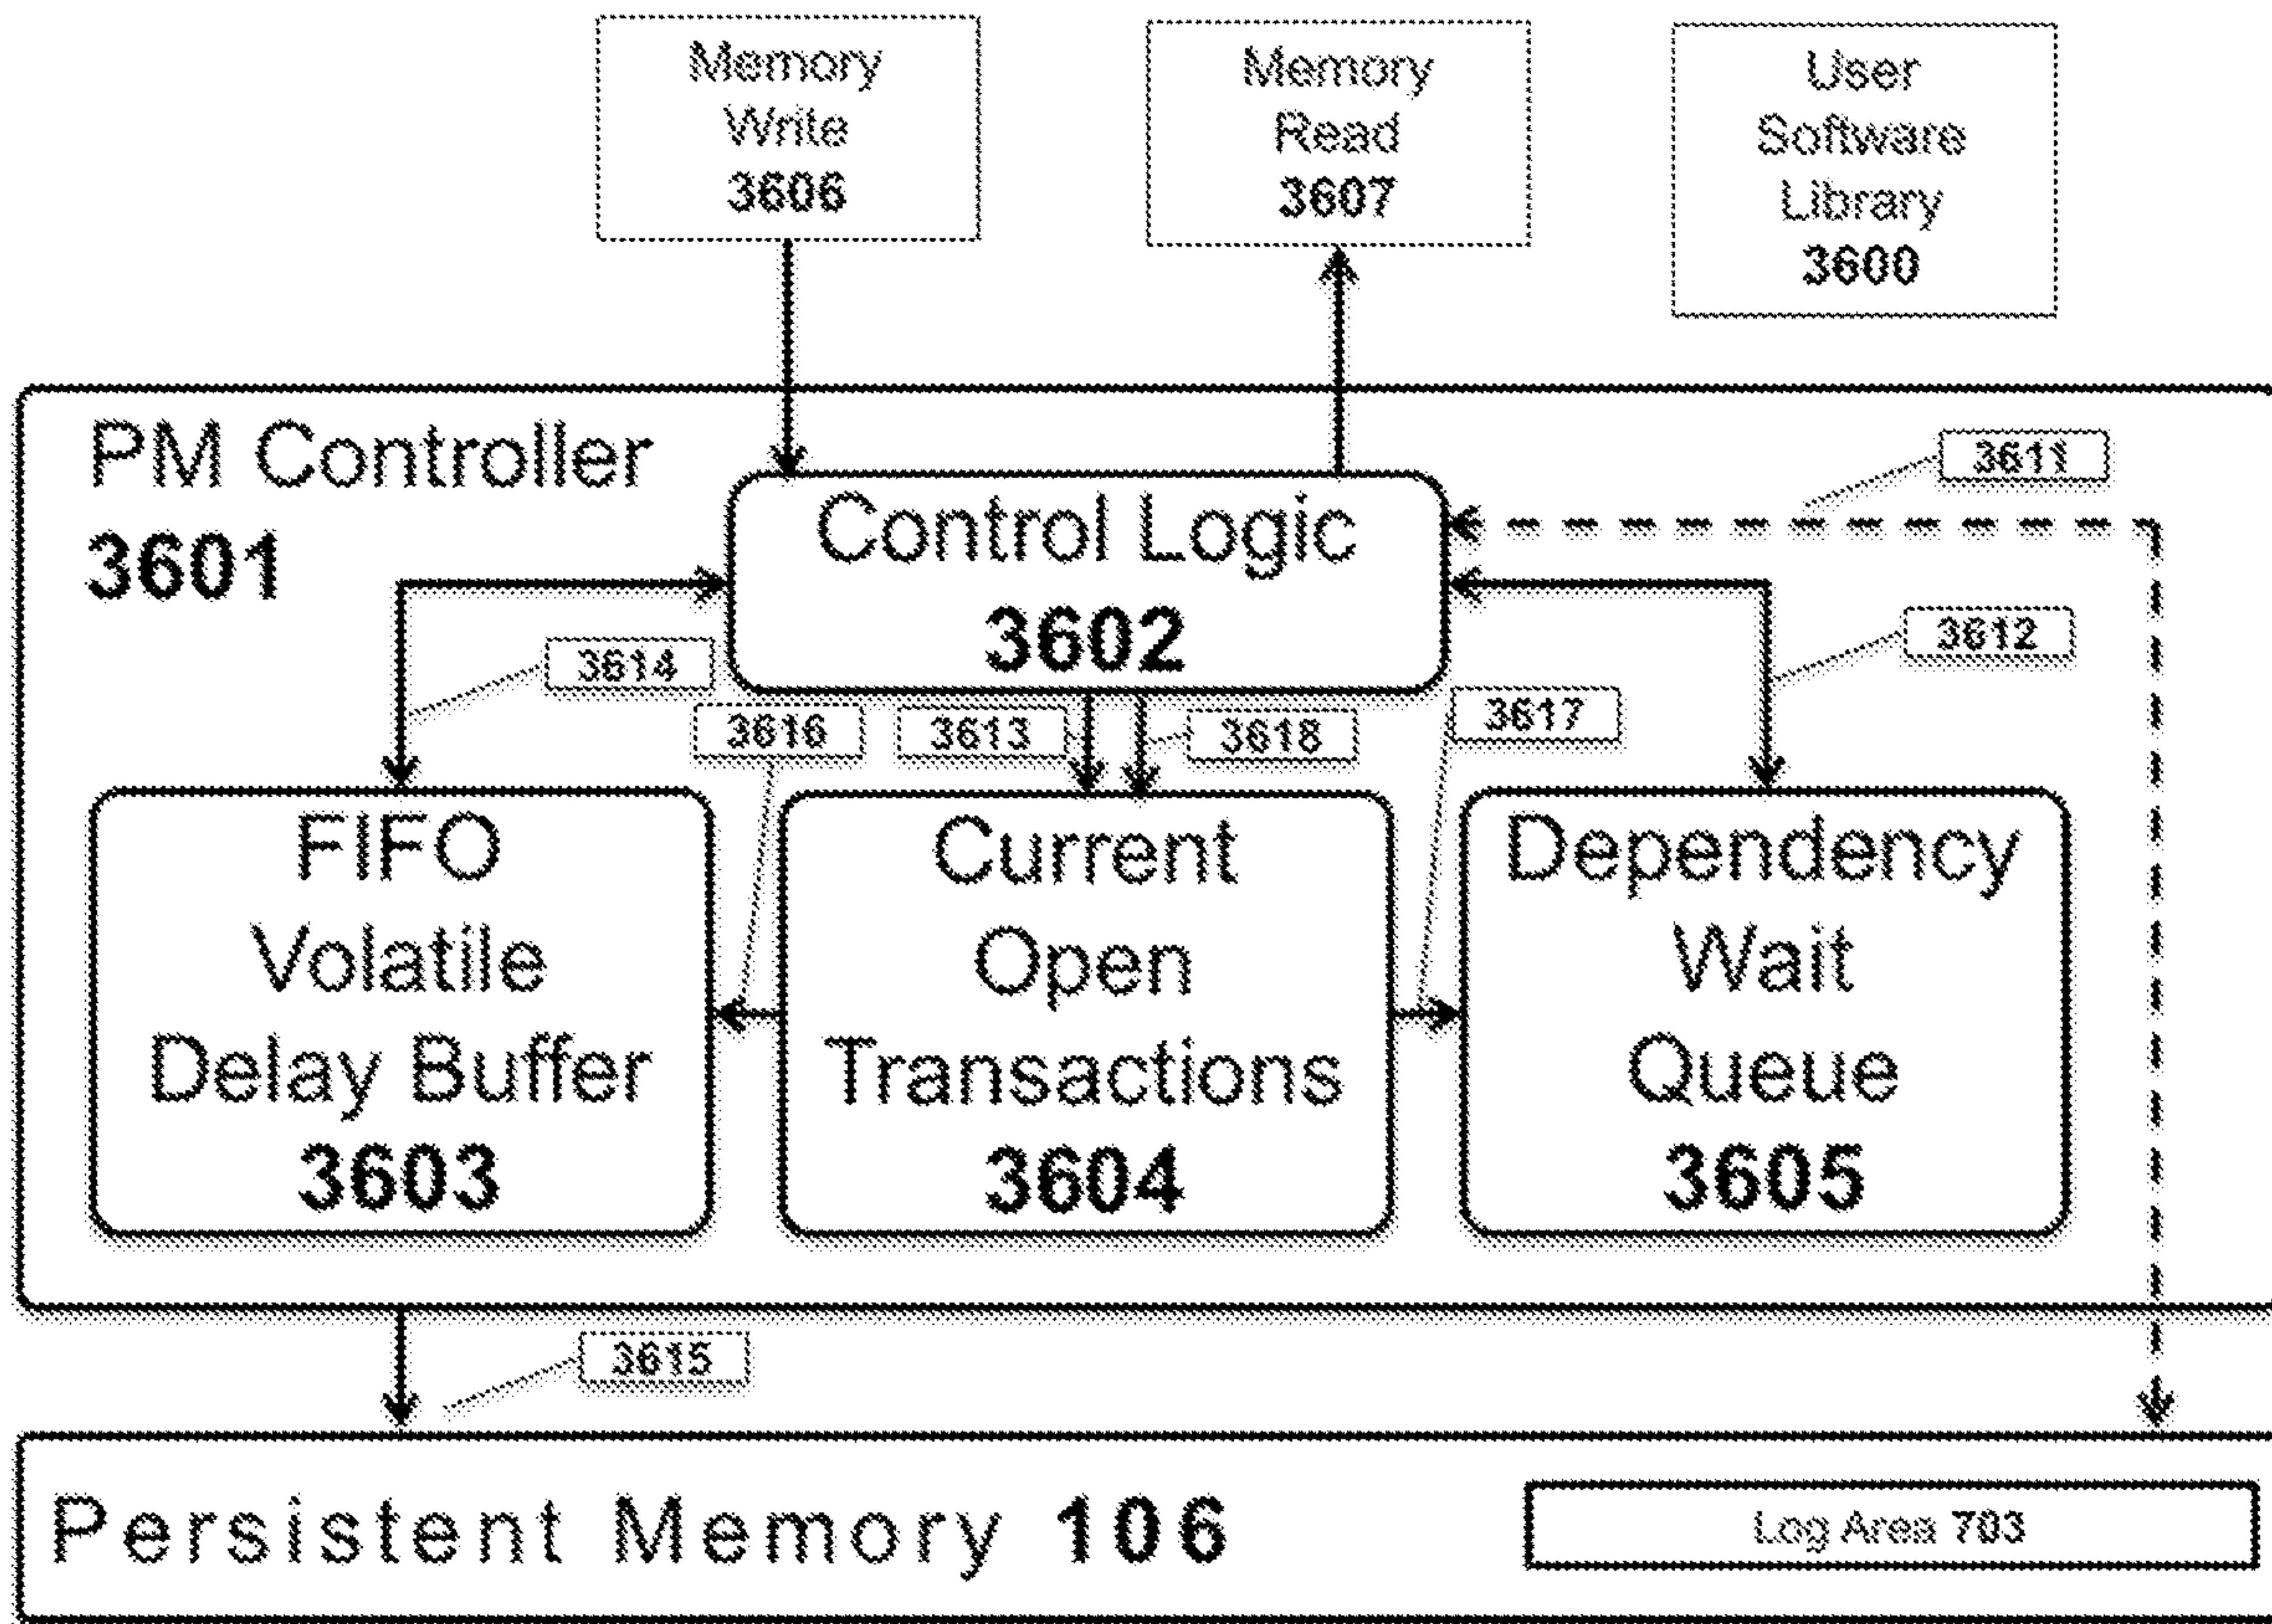 Memory
Write
3606
Memory
Read
3607
User
Software
Library
3600
PM Controller
3601
3611
Control Logic
3602
3612
3614
3616
3613
3618
3617
FIFO
Volatile
Delay Buffer
3603
Current
Open
Transactions
3604
Dependency
Wait
Queue
3605
3615
Persistent Memory 106
Log Area 703